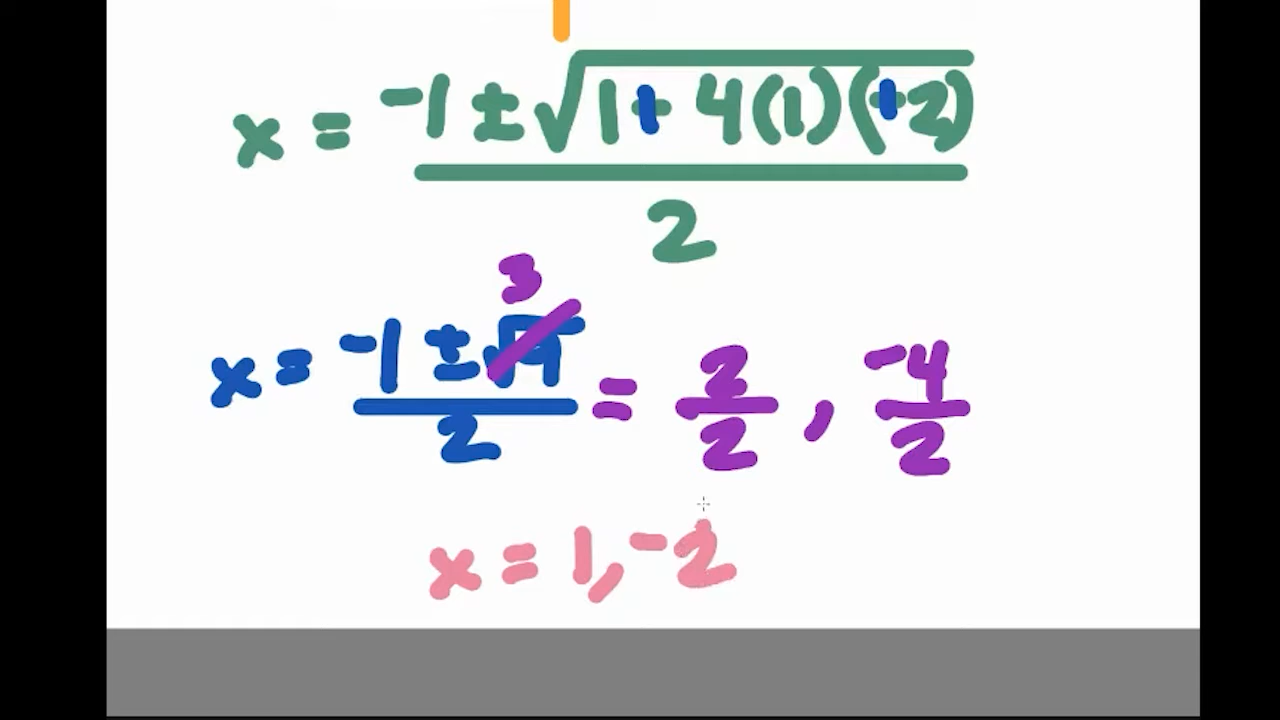 x = -1 ± √1 + 4(1)(+2)
2
3
x = -1 ± √9 / 2 = 2/2 , -4/2
x = 1, -2